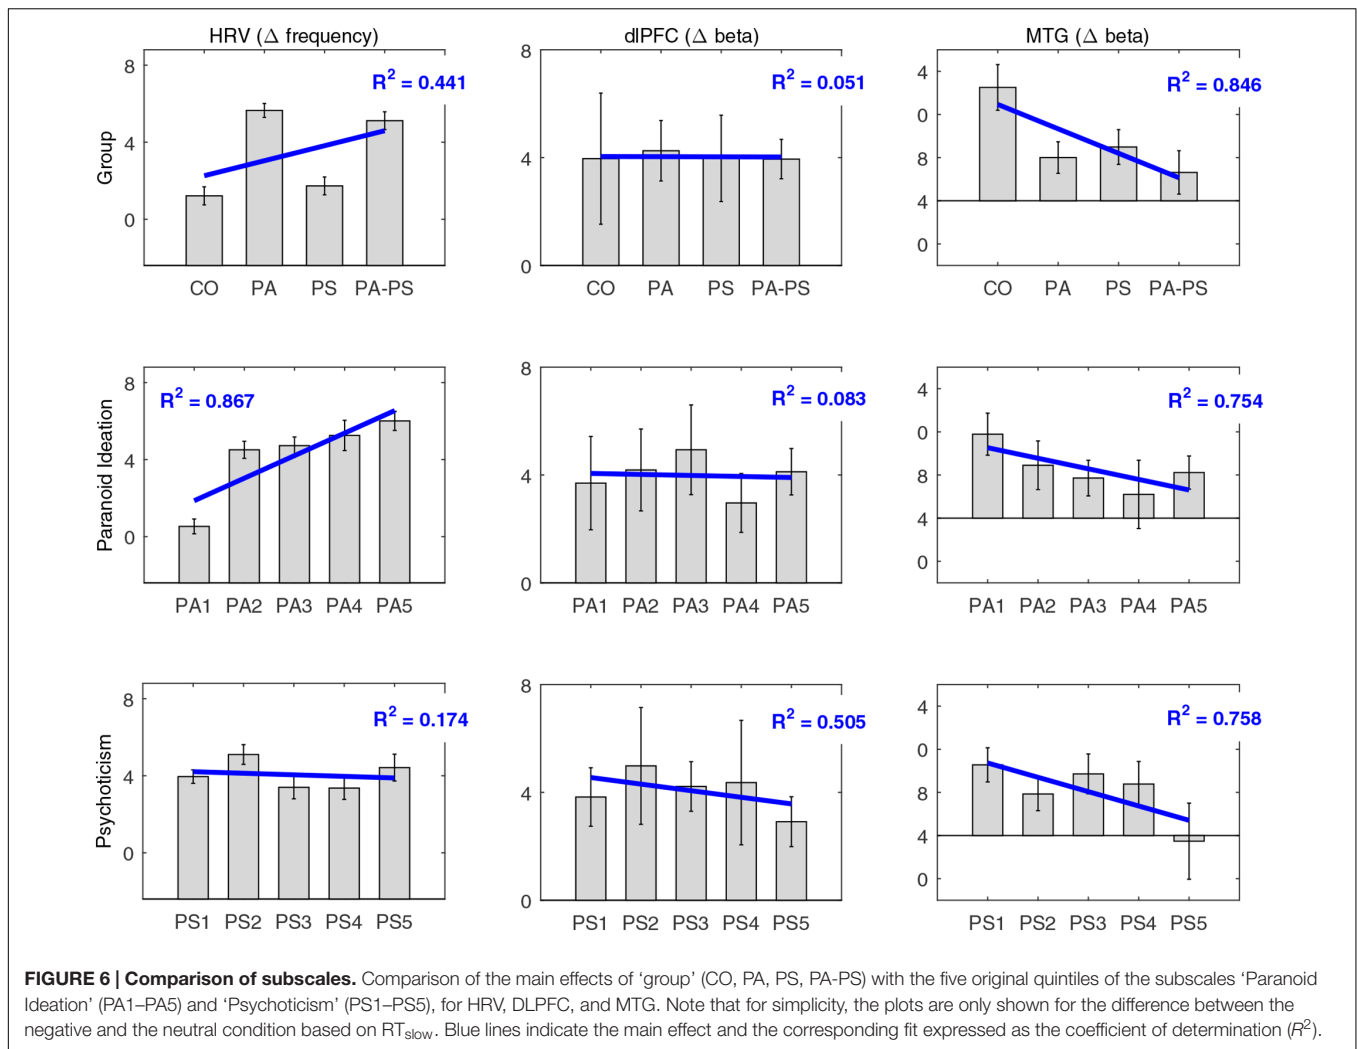 HRV (Δ frequency)
dlPFC (Δ beta)
MTG (Δ beta)
Group
8
4
0
R² = 0.441
CO PA PS PA-PS
8
4
0
R² = 0.051
CO PA PS PA-PS
4
0
8
4
0
R² = 0.846
CO PA PS PA-PS
Paranoid Ideation
8
4
0
R² = 0.867
PA1 PA2 PA3 PA4 PA5
8
4
0
R² = 0.083
PA1 PA2 PA3 PA4 PA5
4
0
8
4
0
R² = 0.754
PA1 PA2 PA3 PA4 PA5
Psychoticism
8
4
0
R² = 0.174
PS1 PS2 PS3 PS4 PS5
8
4
0
R² = 0.505
PS1 PS2 PS3 PS4 PS5
4
0
8
4
0
R² = 0.758
PS1 PS2 PS3 PS4 PS5
FIGURE 6 | Comparison of subscales. Comparison of the main effects of 'group' (CO, PA, PS, PA-PS) with the five original quintiles of the subscales 'Paranoid
Ideation' (PA1–PA5) and 'Psychoticism' (PS1–PS5), for HRV, DLPFC, and MTG. Note that for simplicity, the plots are only shown for the difference between the
negative and the neutral condition based on RTslow. Blue lines indicate the main effect and the corresponding fit expressed as the coefficient of determination (R²).